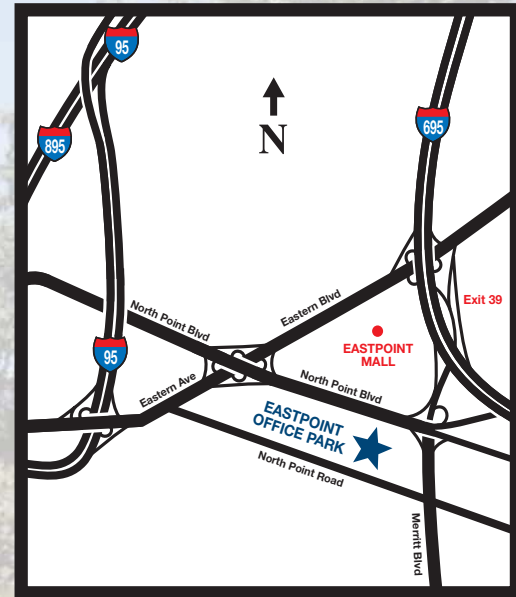 95
895
695
N
North Point Blvd
Eastern Blvd
Exit 39
EASTPOINT
MALL
95
Eastern Ave
North Point Blvd
EASTPOINT
OFFICE PARK
North Point Road
Merritt Blvd